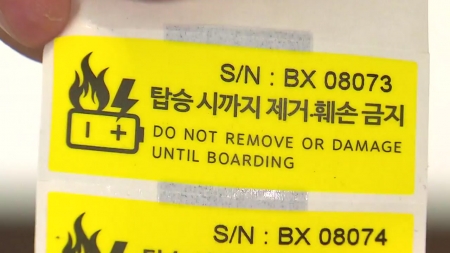 S/N : BX 08073
탑승 시까지 제거·훼손 금지
DO NOT REMOVE OR DAMAGE
UNTIL BOARDING
S/N : BX 08074